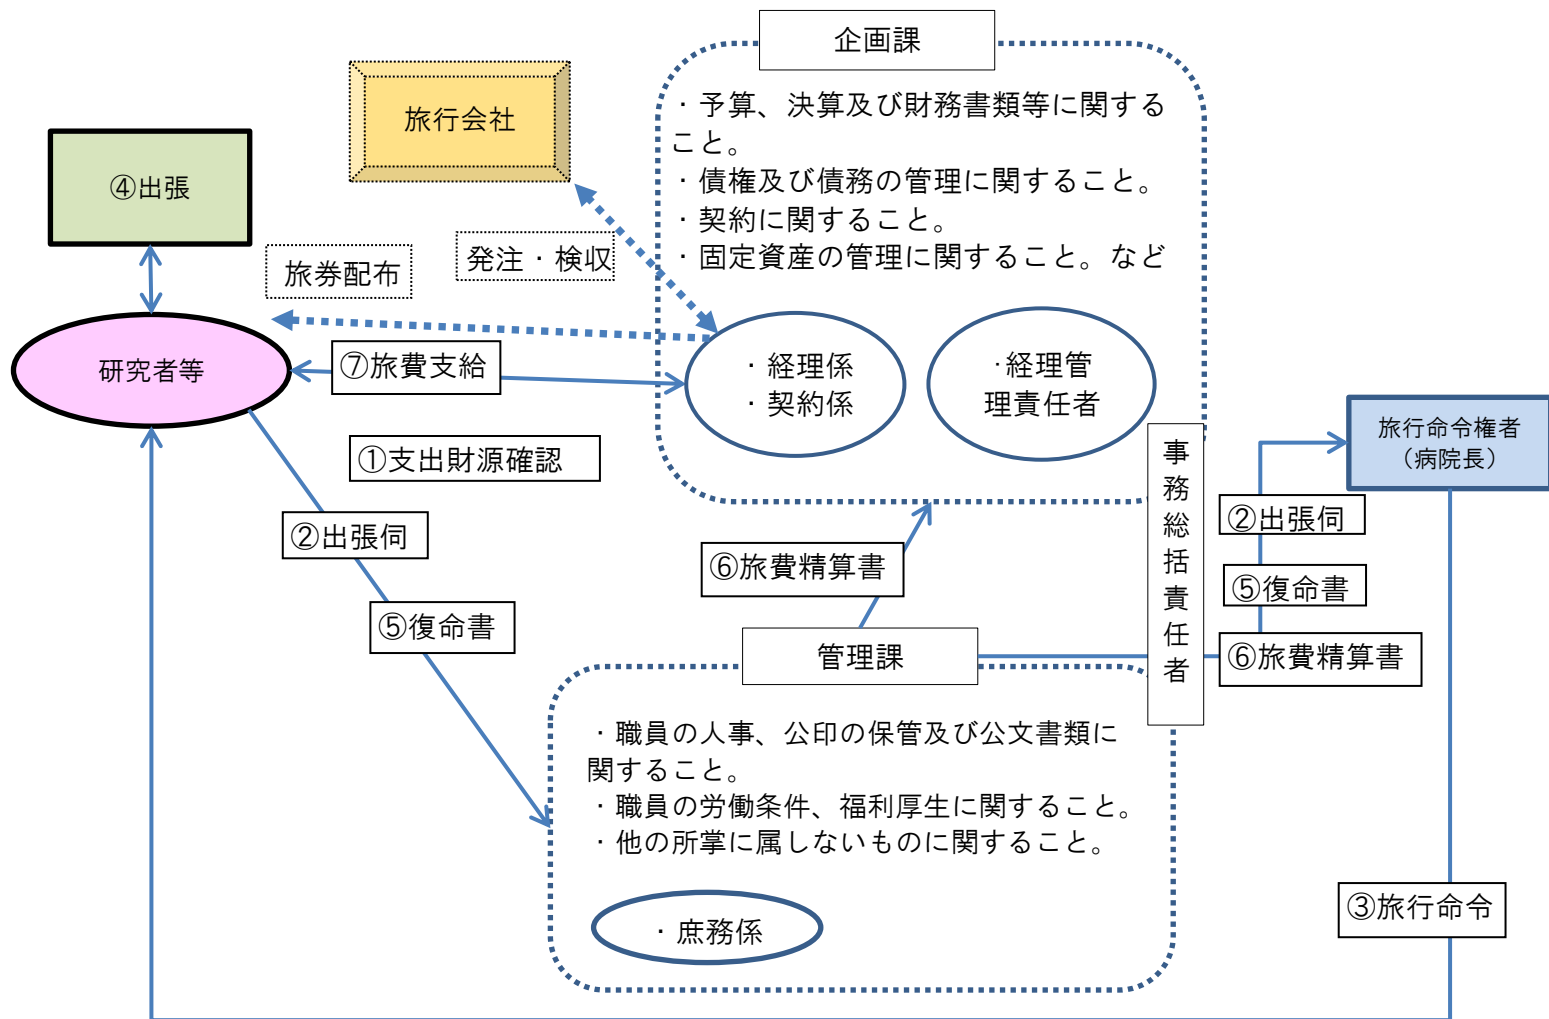 企画課
・予算、決算及び財務書類等に関する
こと。
・債権及び債務の管理に関すること。
・契約に関すること。
・固定資産の管理に関すること。など
旅行会社
④出張
旅券配布
発注・検収
研究者等
⑦旅費支給
・経理係
・契約係
・経理管
理責任者
①支出財源確認
②出張伺
⑤復命書
⑥旅費精算書
事務総括責任者
旅行命令権者
（病院長）
②出張伺
⑤復命書
⑥旅費精算書
管理課
・職員の人事、公印の保管及び公文書類に
関すること。
・職員の労働条件、福利厚生に関すること。
・他の所掌に属しないものに関すること。
・庶務係
③旅行命令